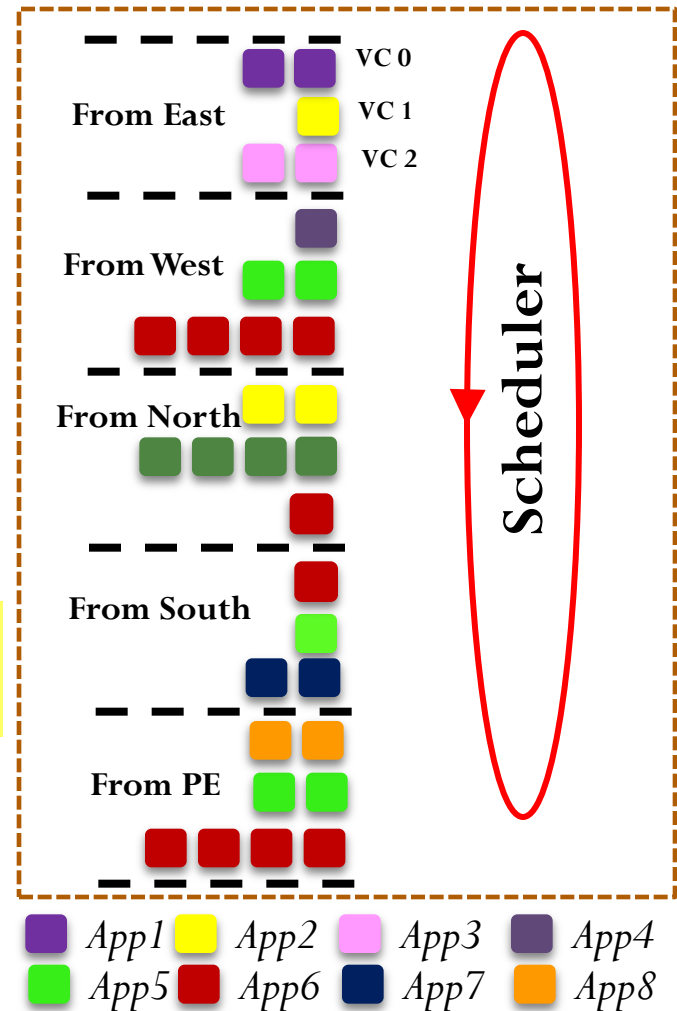 VC 0
From East
VC 1
VC 2
From West
From North
From South
From PE
Scheduler
App1 App2 App3 App4
App5 App6 App7 App8